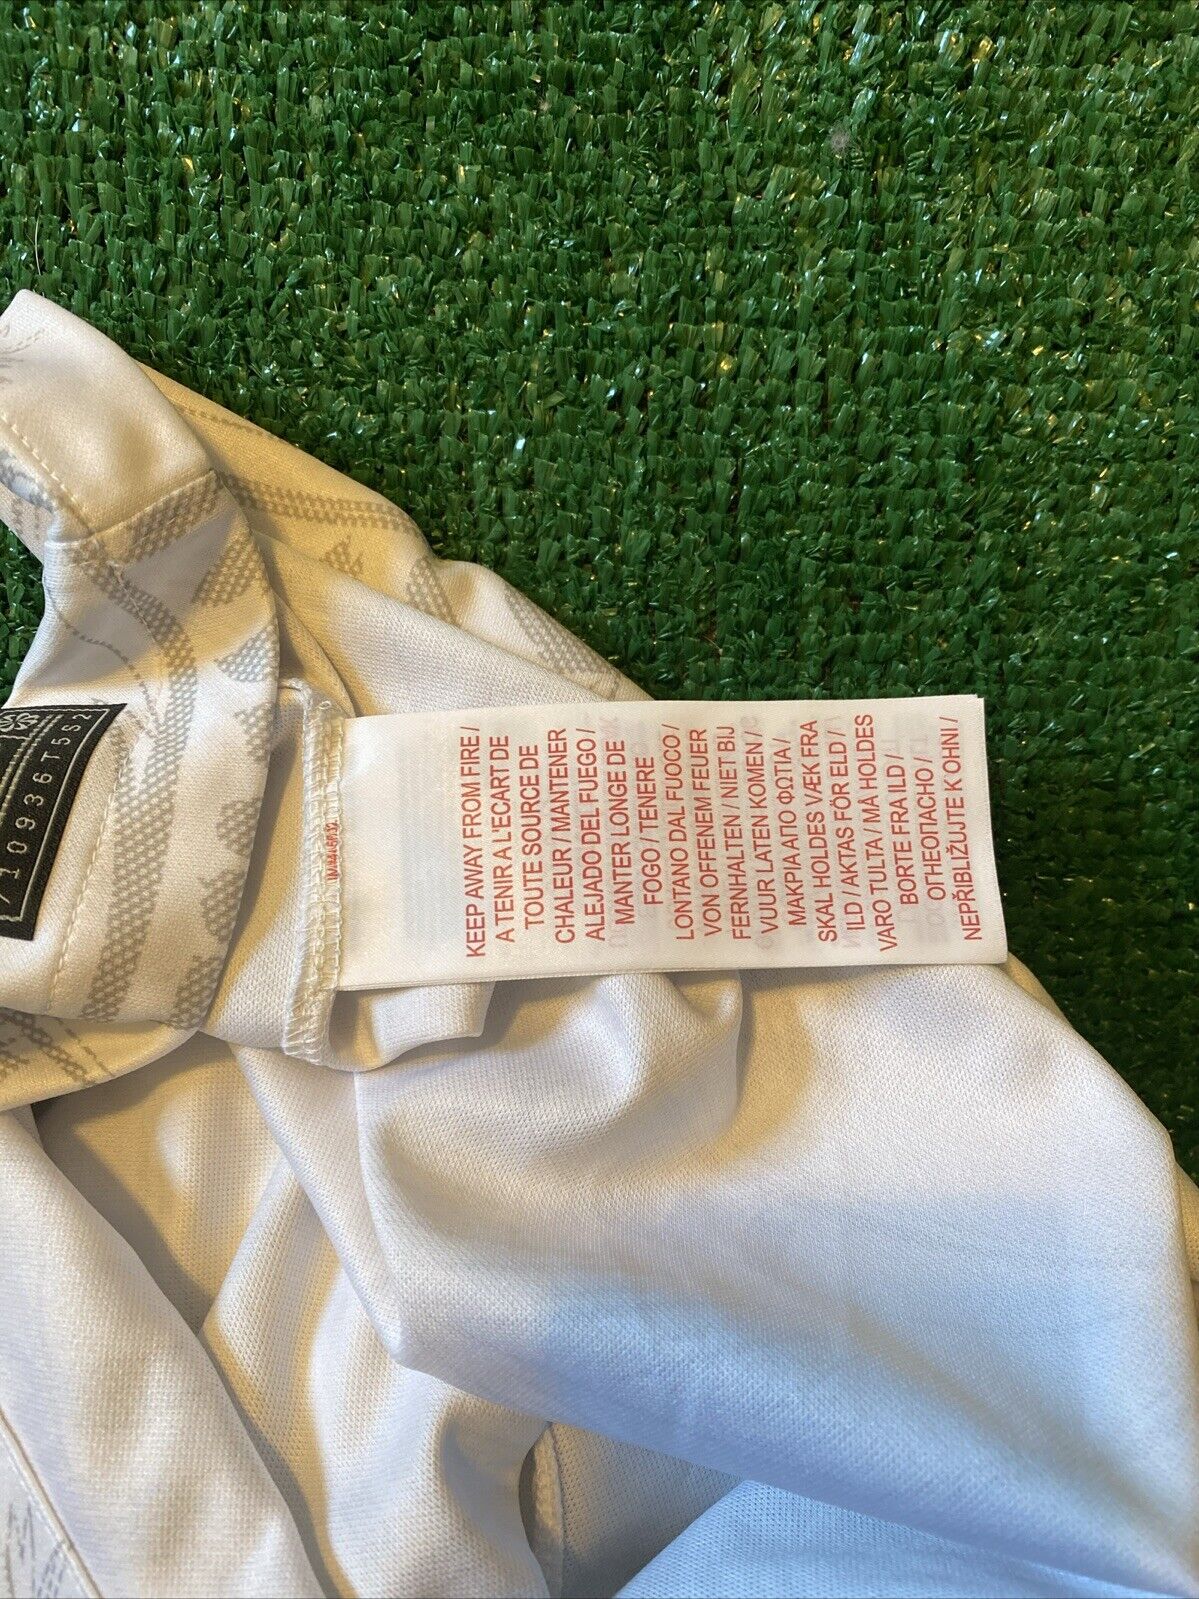 KEEP AWAY FROM FIRE /
A TENIR A L'ECART DE
TOUTE SOURCE DE
CHALEUR / MANTENER
ALEJADO DEL FUEGO /
MANTER LONGE DE
FOGO / TENERE
LONTANO DAL FUOCO /
VON OFFENEM FEUER
FERNHALTEN / NIET BIJ
VUUR LATEN KOMEN /
ΜΑΚΡΙΑ ΑΠΟ ΦΩΤΙΑ /
SKAL HOLDES VÆK FRA
ILD / AKTAS FÖR ELD /
VARO TULTA / MÅ HOLDES
BORTE FRA ILD /
ОТНЕОПАСНО /
NEPŘIBLIŽUJTE K OHNI /
710936T5S2